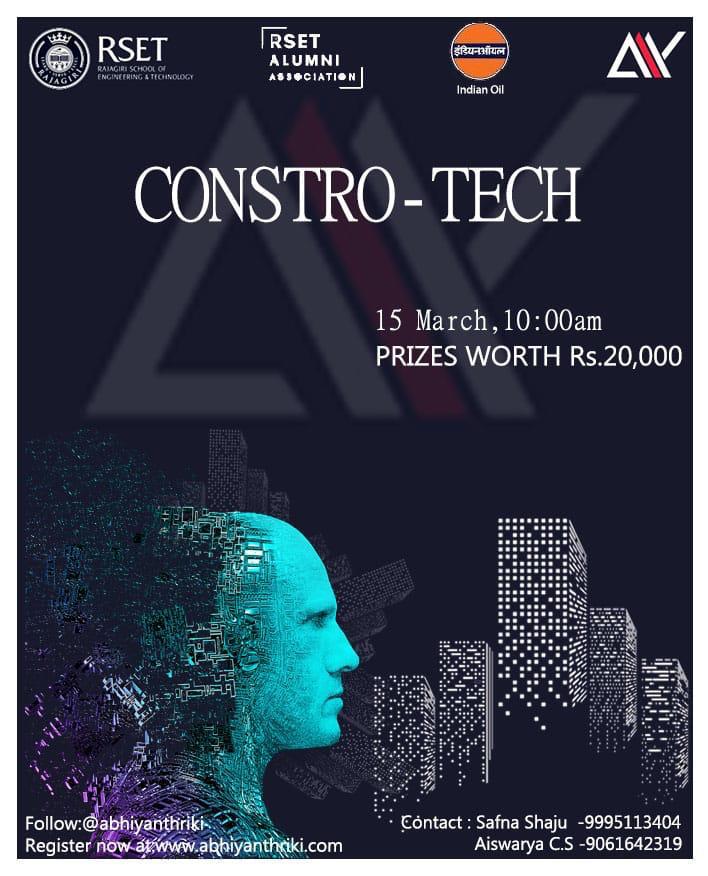 RSET
RAJAGIRI SCHOOL OF
ENGINEERING & TECHNOLOGY
RAJAGIRI
RSET
ALUMNI
ASSOCIATION
इंडियनऑयल
Indian Oil
CONSTRO-TECH
15 March,10:00am
PRIZES WORTH Rs.20,000
Follow:@abhiyanthriki
Register now at:www.abhiyanthriki.com
Contact : Safna Shaju -9995113404
Aiswarya C.S -9061642319